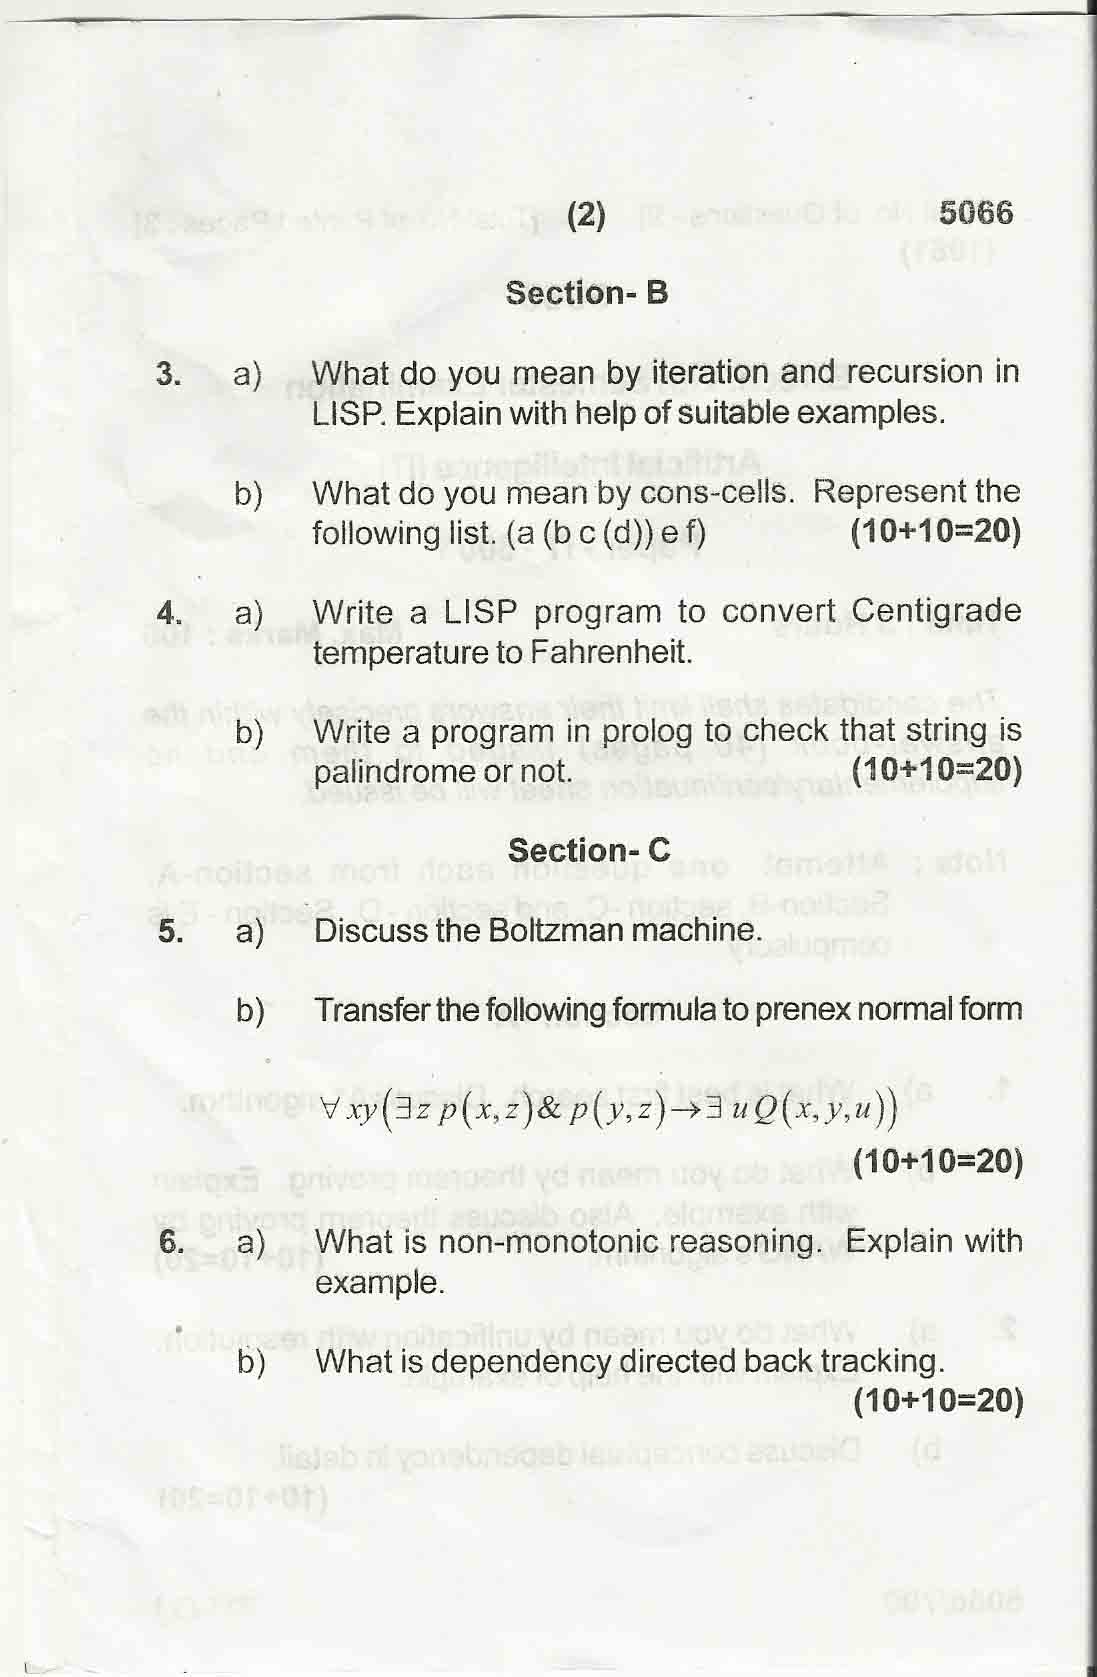 (2) 5066
Section- B
3. a) What do you mean by iteration and recursion in
LISP. Explain with help of suitable examples.
b) What do you mean by cons-cells. Represent the
following list. (a (b c (d)) e f) (10+10=20)
4. a) Write a LISP program to convert Centigrade
temperature to Fahrenheit.
b) Write a program in prolog to check that string is
palindrome or not. (10+10=20)
Section- C
5. a) Discuss the Boltzman machine.
b) Transfer the following formula to prenex normal form
∀ xy(∃ z p(x,z) & p(y,z) → ∃ u Q(x, y,u))
(10+10=20)
6. a) What is non-monotonic reasoning. Explain with
example.
b) What is dependency directed back tracking.
(10+10=20)